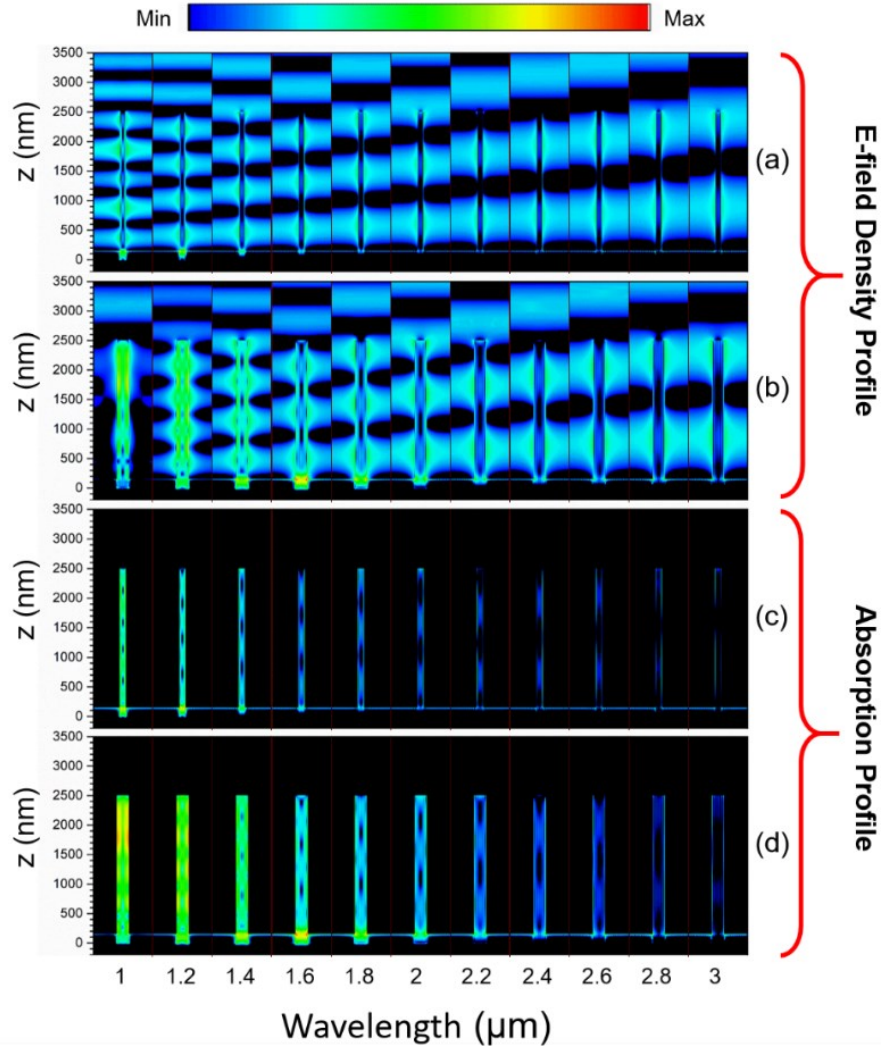 Min Max
3500
3000
2500
2000
1500
1000
500
0
z (nm)
(a)
3500
3000
2500
2000
1500
1000
500
0
z (nm)
(b)
E-field Density Profile
3500
3000
2500
2000
1500
1000
500
0
z (nm)
(c)
3500
3000
2500
2000
1500
1000
500
0
z (nm)
(d)
Absorption Profile
1 1.2 1.4 1.6 1.8 2 2.2 2.4 2.6 2.8 3
Wavelength (μm)